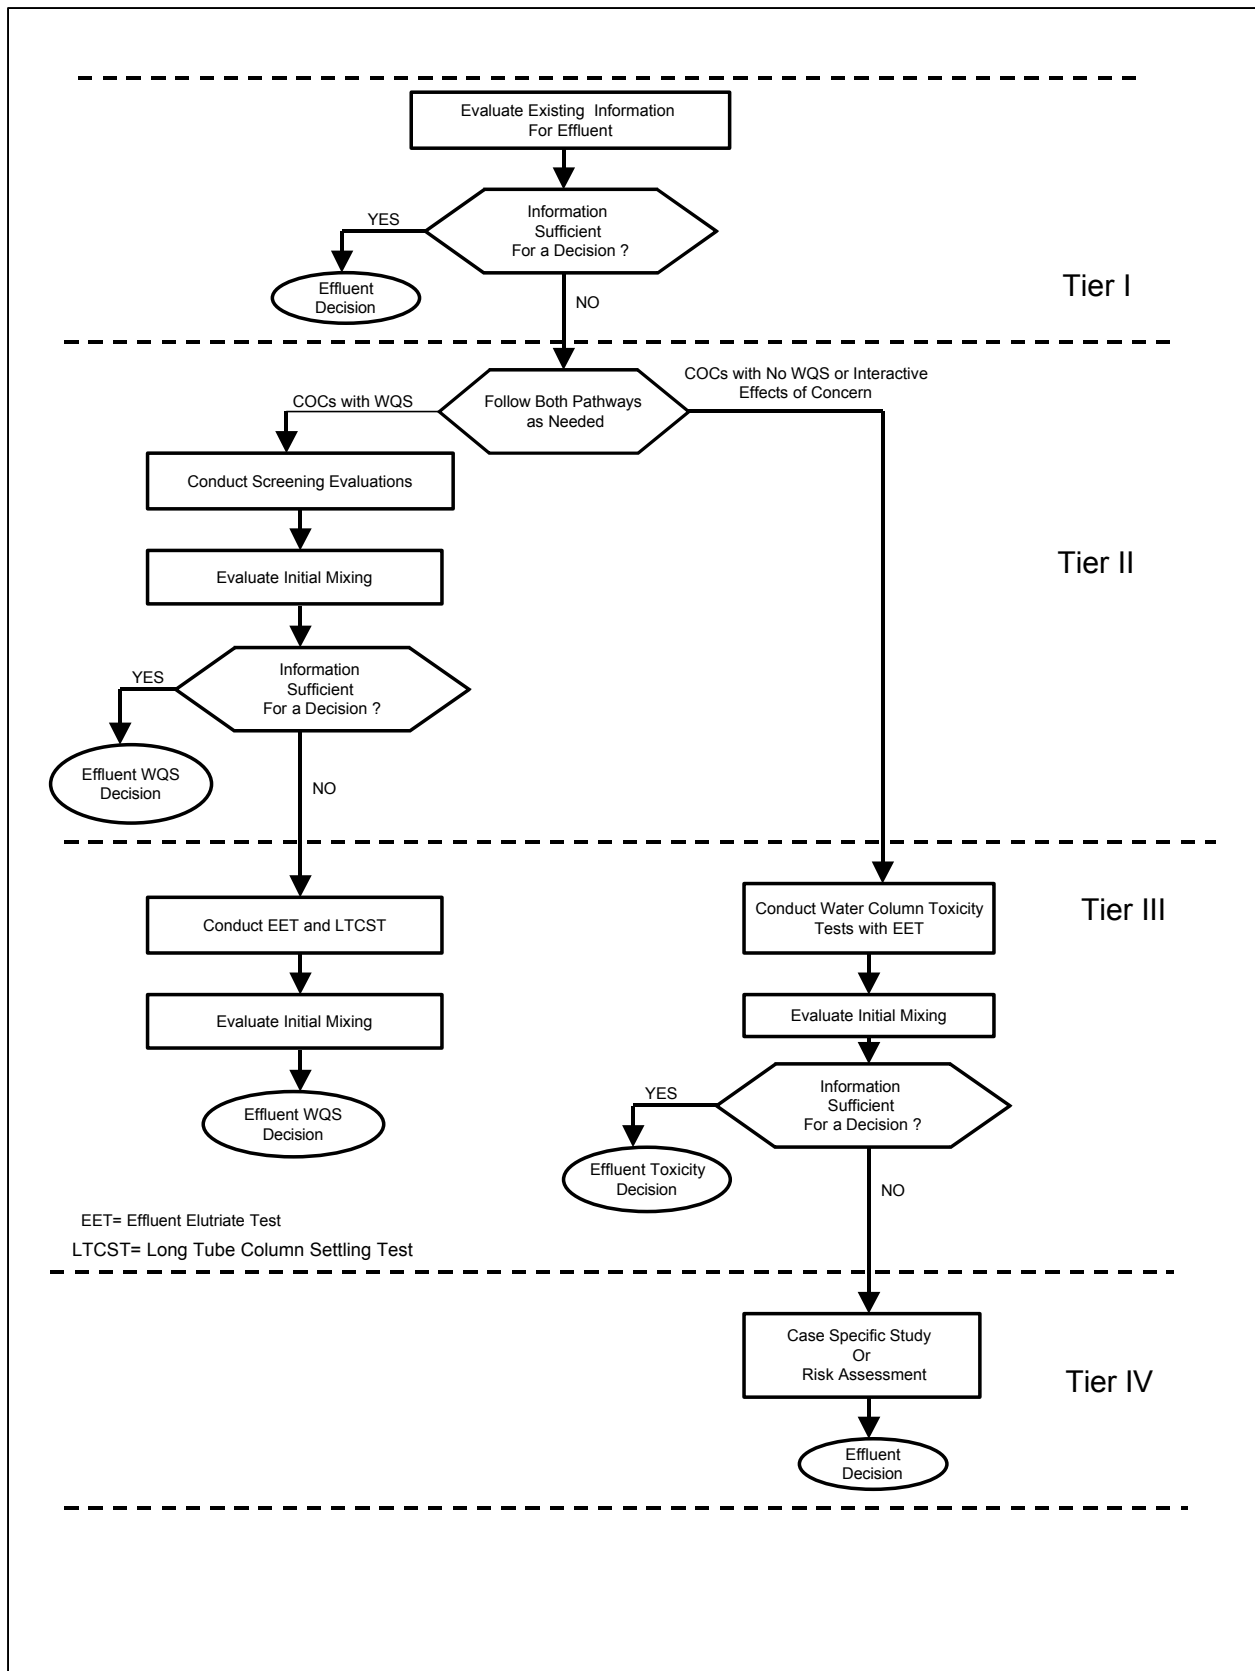 Evaluate Existing Information
For Effluent
Information
Sufficient
For a Decision ?
YES
Effluent
Decision
NO
Tier I
COCs with No WQS or Interactive
Effects of Concern
COCs with WQS
Follow Both Pathways
as Needed
Conduct Screening Evaluations
Evaluate Initial Mixing
Tier II
Information
Sufficient
For a Decision ?
YES
Effluent WQS
Decision
NO
Conduct EET and LTCST
Evaluate Initial Mixing
Effluent WQS
Decision
Conduct Water Column Toxicity
Tests with EET
Tier III
Evaluate Initial Mixing
Information
Sufficient
For a Decision ?
YES
Effluent Toxicity
Decision
NO
EET= Effluent Elutriate Test
LTCST= Long Tube Column Settling Test
Case Specific Study
Or
Risk Assessment
Tier IV
Effluent
Decision